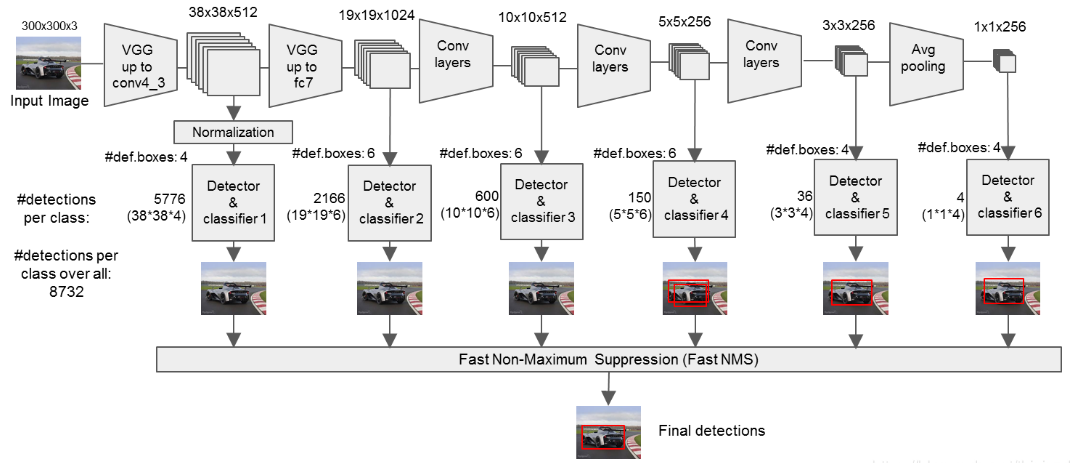 300x300x3
38x38x512
19x19x1024
10x10x512
5x5x256
3x3x256
1x1x256
VGG
up to
conv4_3
VGG
up to
fc7
Conv
layers
Conv
layers
Conv
layers
Avg
pooling
Input Image
Normalization
#def.boxes: 4
#def.boxes: 6
#def.boxes: 6
#def.boxes: 6
#def.boxes: 4
#def.boxes: 4
#detections
per class:
5776
(38*38*4)
Detector
&
classifier 1
2166
(19*19*6)
Detector
&
classifier 2
600
(10*10*6)
Detector
&
classifier 3
150
(5*5*6)
Detector
&
classifier 4
36
(3*3*4)
Detector
&
classifier 5
4
(1*1*4)
Detector
&
classifier 6
#detections per
class over all:
8732
Fast Non-Maximum Suppression (Fast NMS)
Final detections